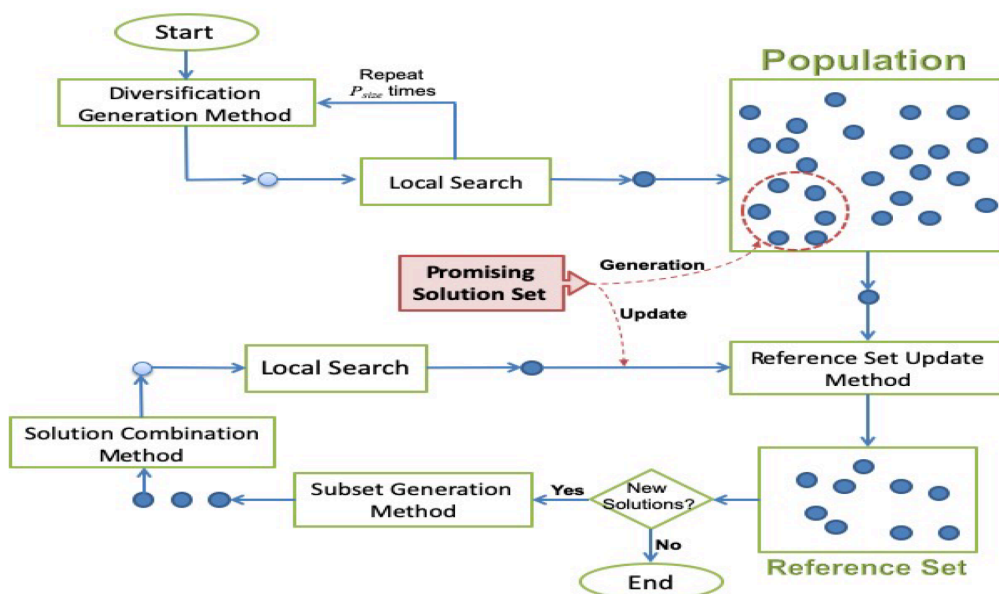 Start
Diversification
Generation Method
Repeat
Psize times
Local Search
Population
Promising
Solution Set
Generation
Update
Local Search
Reference Set Update
Method
Solution Combination
Method
Subset Generation
Method
Yes
New
Solutions?
No
End
Reference Set